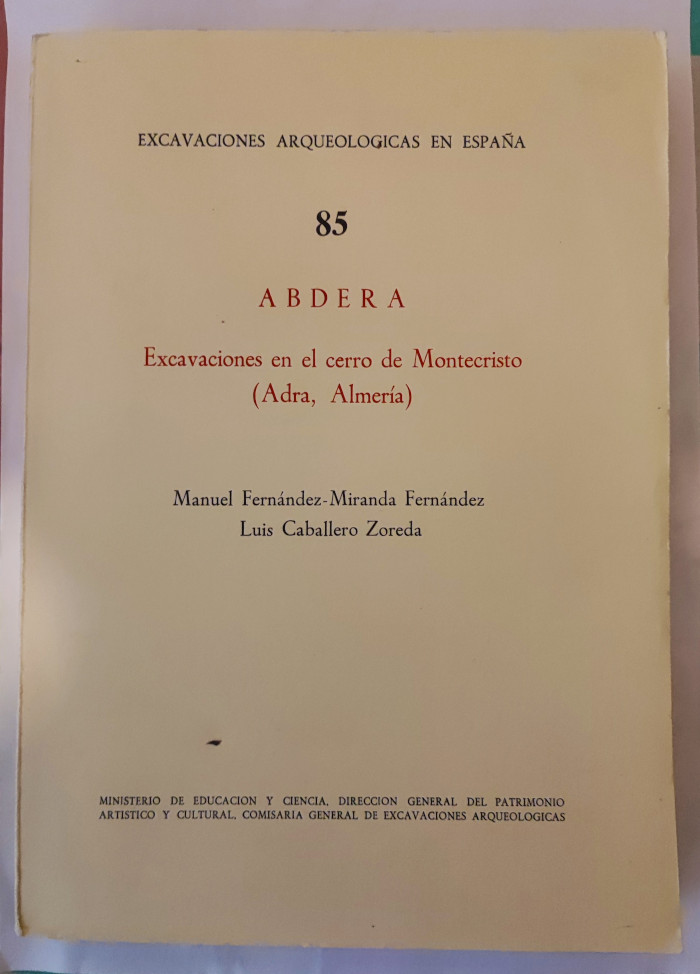 EXCAVACIONES ARQUEOLOGICAS EN ESPAÑA
85
ABDERA
Excavaciones en el cerro de Montecristo
(Adra, Almería)
Manuel Fernández-Miranda Fernández
Luis Caballero Zoreda
MINISTERIO DE EDUCACION Y CIENCIA, DIRECCION GENERAL DEL PATRIMONIO
ARTISTICO Y CULTURAL, COMISARIA GENERAL DE EXCAVACIONES ARQUEOLOGICAS